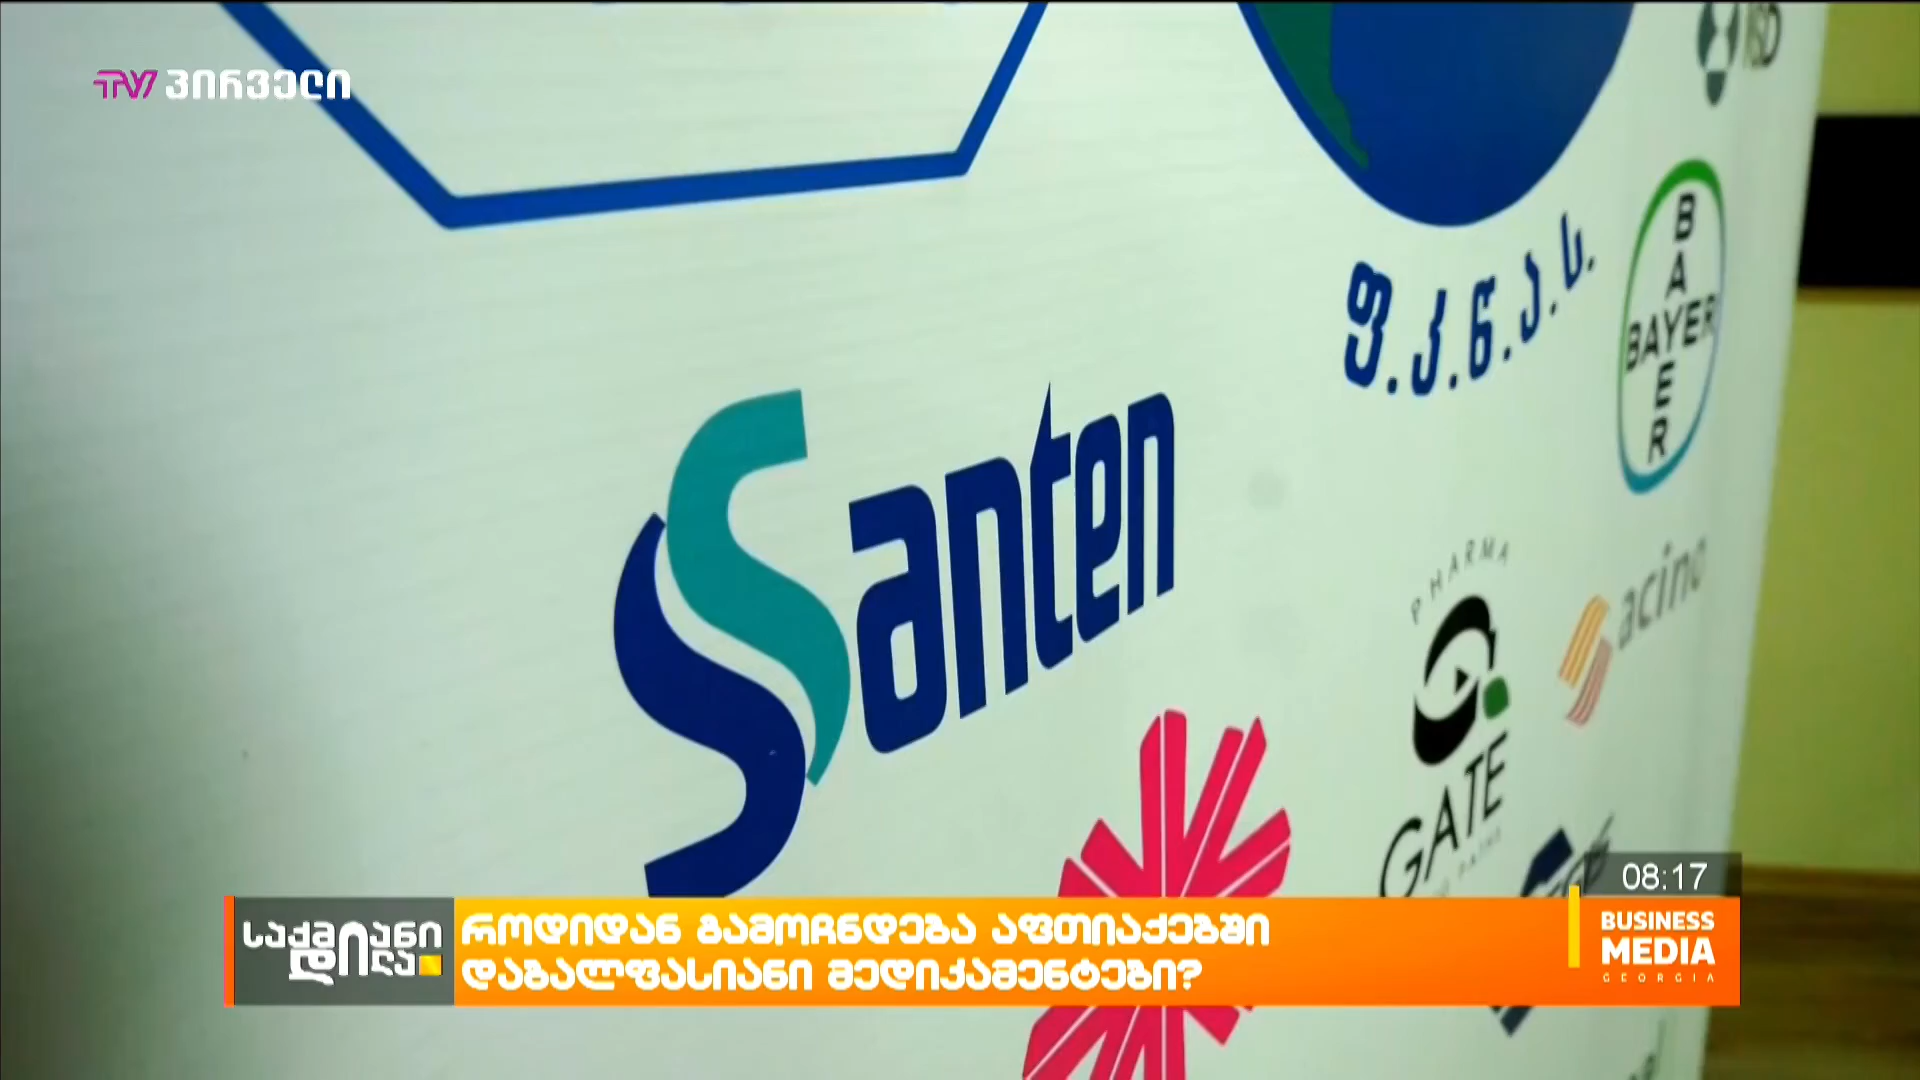 TV პირველი
MSD
BAYER
BAYER
ფ.კ.წ.ა.ს.
Santen
acino
PHARMA
GATE
08:17
საქმიანი
დილა
როდიდან გამოჩნდება აფთიაქებში
დაბალფასიანი მედიკამენტები?
BUSINESS
MEDIA
GEORGIA